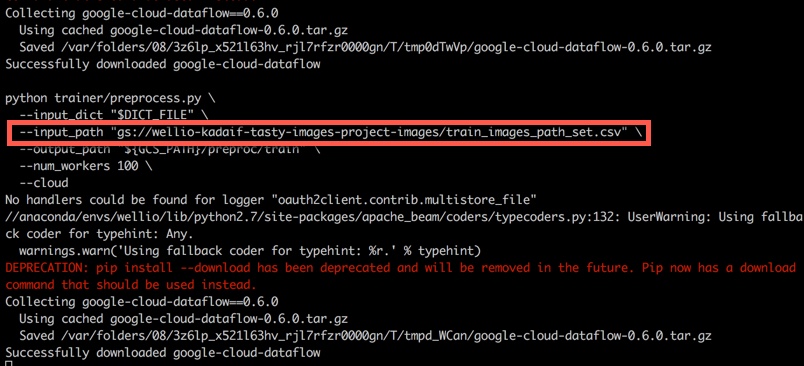 Collecting google-cloud-dataflow==0.6.0
  Using cached google-cloud-dataflow-0.6.0.tar.gz
  Saved /var/folders/08/3z6lp_x521l63hv_rjl7rfzr0000gn/T/tmp0dTwVp/google-cloud-dataflow-0.6.0.tar.gz
Successfully downloaded google-cloud-dataflow
python trainer/preprocess.py \
  --input_dict "$DICT_FILE" \
  --input_path "gs://wellio-kadaif-tasty-images-project-images/train_images_path_set.csv" \
  --output_path "${GCS_PATH}/preproc/train" \
  --num_workers 100 \
  --cloud
No handlers could be found for logger "oauth2client.contrib.multistore_file"
//anaconda/envs/wellio/lib/python2.7/site-packages/apache_beam/coders/typecoders.py:132: UserWarning: Using fallba
ck coder for typehint: Any.
  warnings.warn('Using fallback coder for typehint: %r.' % typehint)
DEPRECATION: pip install --download has been deprecated and will be removed in the future. Pip now has a download
command that should be used instead.
Collecting google-cloud-dataflow==0.6.0
  Using cached google-cloud-dataflow-0.6.0.tar.gz
  Saved /var/folders/08/3z6lp_x521l63hv_rjl7rfzr0000gn/T/tmpd_WCan/google-cloud-dataflow-0.6.0.tar.gz
Successfully downloaded google-cloud-dataflow